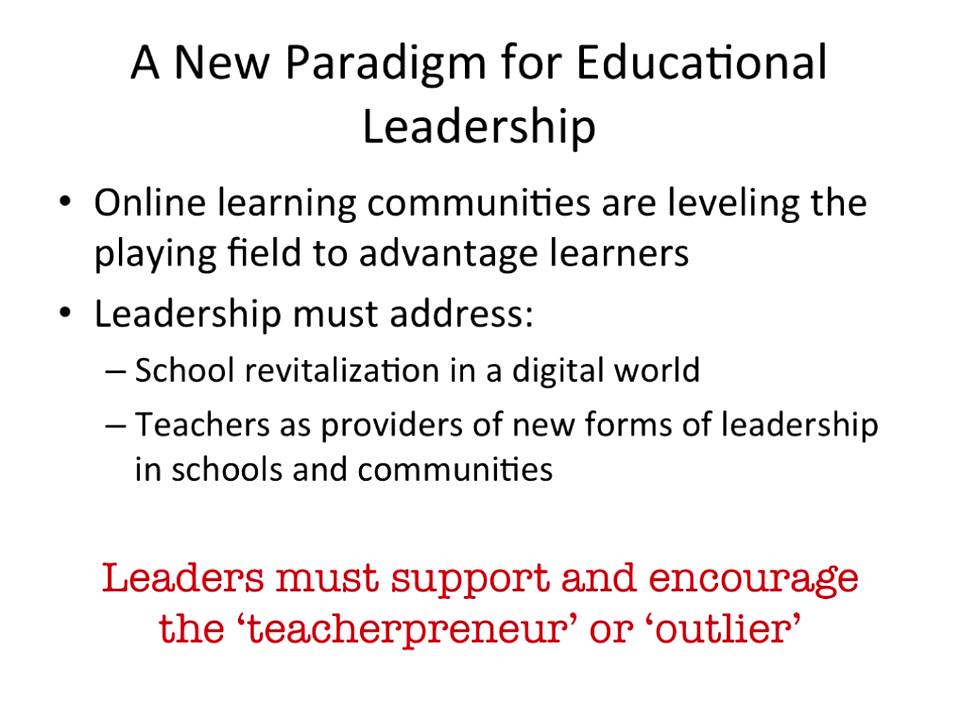 A New Paradigm for Educational
Leadership
• Online learning communities are leveling the
playing field to advantage learners
• Leadership must address:
– School revitalization in a digital world
– Teachers as providers of new forms of leadership
in schools and communities
Leaders must support and encourage
the ‘teacherpreneur’ or ‘outlier’